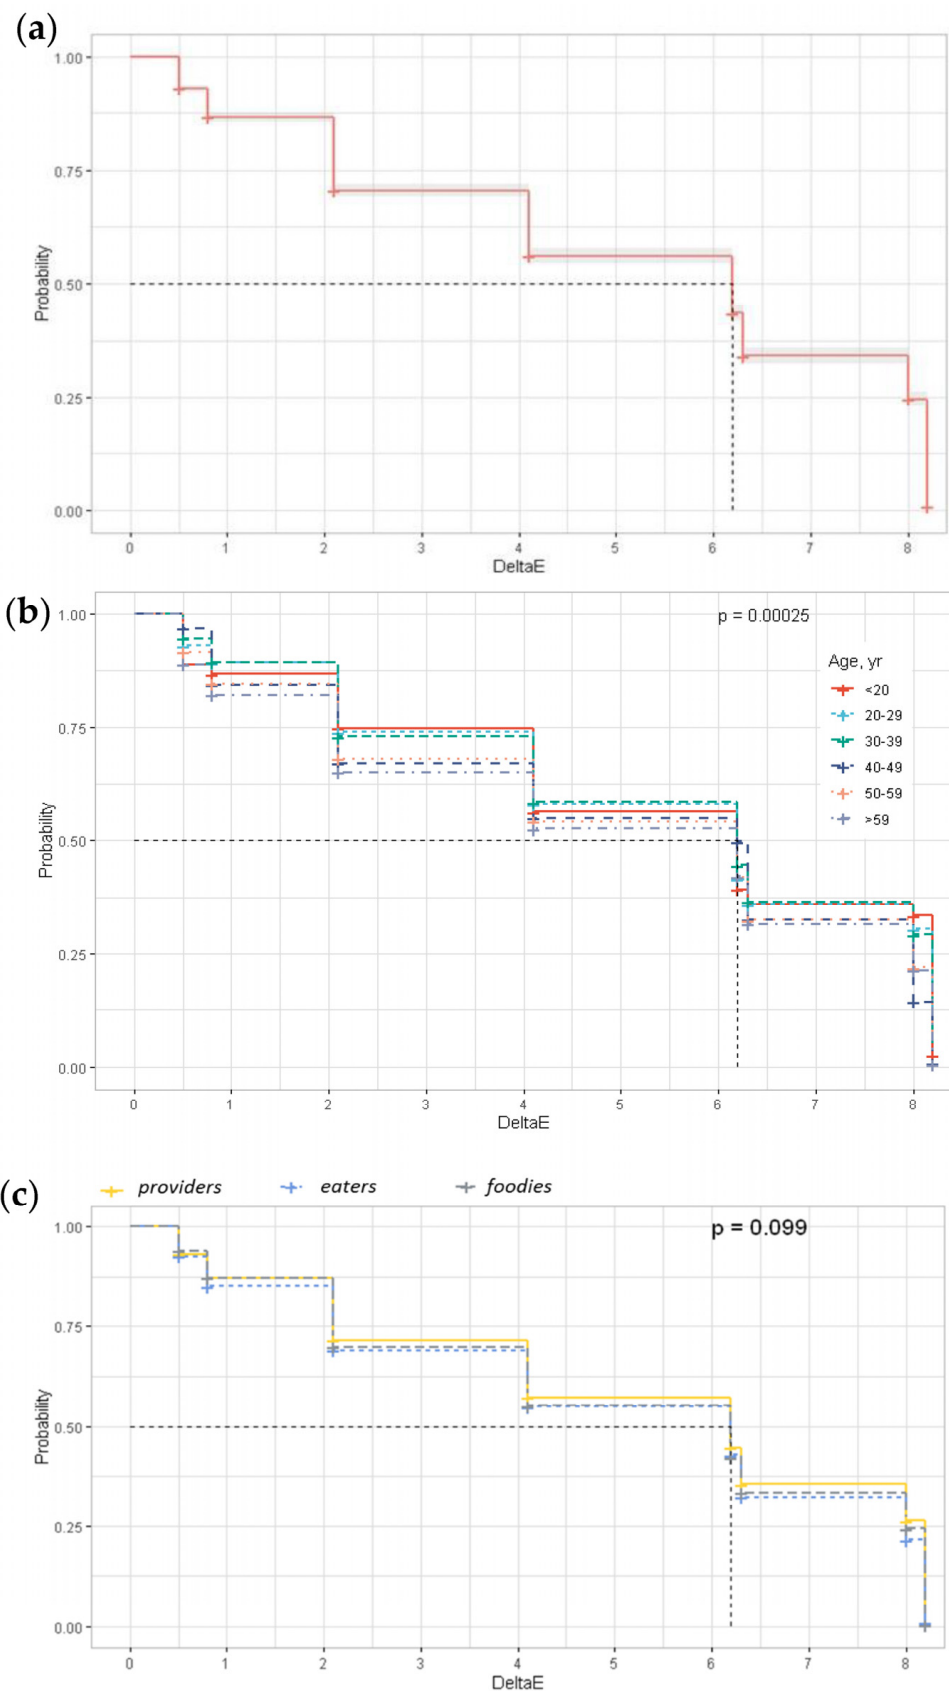 (a)
1.00
0.75
0.50
0.25
0.00
Probability
0 1 2 3 4 5 6 7 8
DeltaE
(b)
1.00
0.75
0.50
0.25
0.00
Probability
p = 0.00025
Age, yr
<20
20-29
30-39
40-49
50-59
>59
0 1 2 3 4 5 6 7 8
DeltaE
(c)
providers eaters foodies
1.00
0.75
0.50
0.25
0.00
Probability
p = 0.099
0 1 2 3 4 5 6 7 8
DeltaE